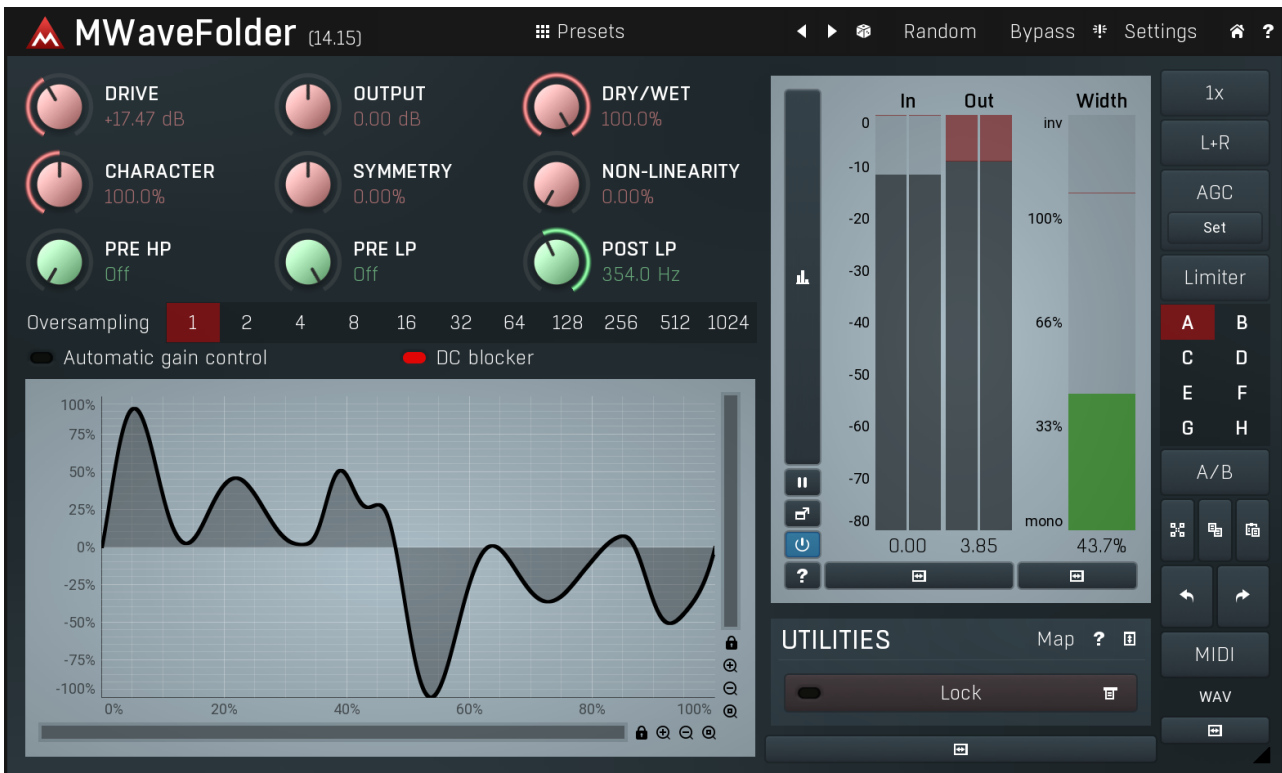 MWaveFolder (14.15) Presets Random Bypass Settings ?
DRIVE OUTPUT DRY/WET
+17.47 dB 0.00 dB 100.0%
CHARACTER SYMMETRY NON-LINEARITY
100.0% 0.00% 0.00%
PRE HP PRE LP POST LP
Off Off 354.0 Hz
Oversampling 1 2 4 8 16 32 64 128 256 512 1024
Automatic gain control DC blocker
100%
75%
50%
25%
0%
-25%
-50%
-75%
-100%
0% 20% 40% 60% 80% 100%
In Out Width
0 inv
-10
-20 100%
-30
-40 66%
-50
-60 33%
-70
-80 mono
0.00 3.85 43.7%
?
UTILITIES Map ?
Lock
1x
L+R
AGC
Set
Limiter
A B
C D
E F
G H
A/B
MIDI
WAV